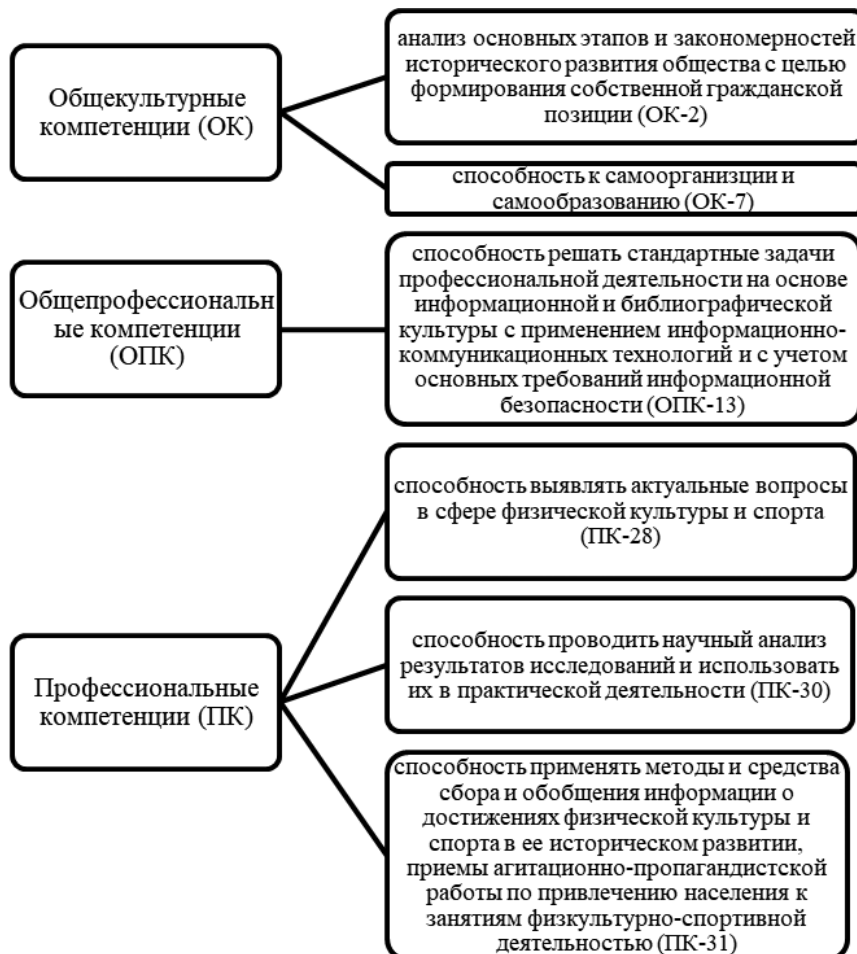 Общекультурные
компетенции (ОК)
анализ основных этапов и закономерностей
исторического развития общества с целью
формирования собственной гражданской
позиции (ОК-2)
способность к самоорганизции и
самообразованию (ОК-7)
Общепрофессиональн
ые компетенции
(ОПК)
способность решать стандартные задачи
профессиональной деятельности на основе
информационной и библиографической
культуры с применением информационно-
коммуникационных технологий и с учетом
основных требований информационной
безопасности (ОПК-13)
Профессиональные
компетенции (ПК)
способность выявлять актуальные вопросы
в сфере физической культуры и спорта
(ПК-28)
способность проводить научный анализ
результатов исследований и использовать
их в практической деятельности (ПК-30)
способность применять методы и средства
сбора и обобщения информации о
достижениях физической культуры и
спорта в ее историческом развитии,
приемы агитационно-пропагандистской
работы по привлечению населения к
занятиям физкультурно-спортивной
деятельностью (ПК-31)